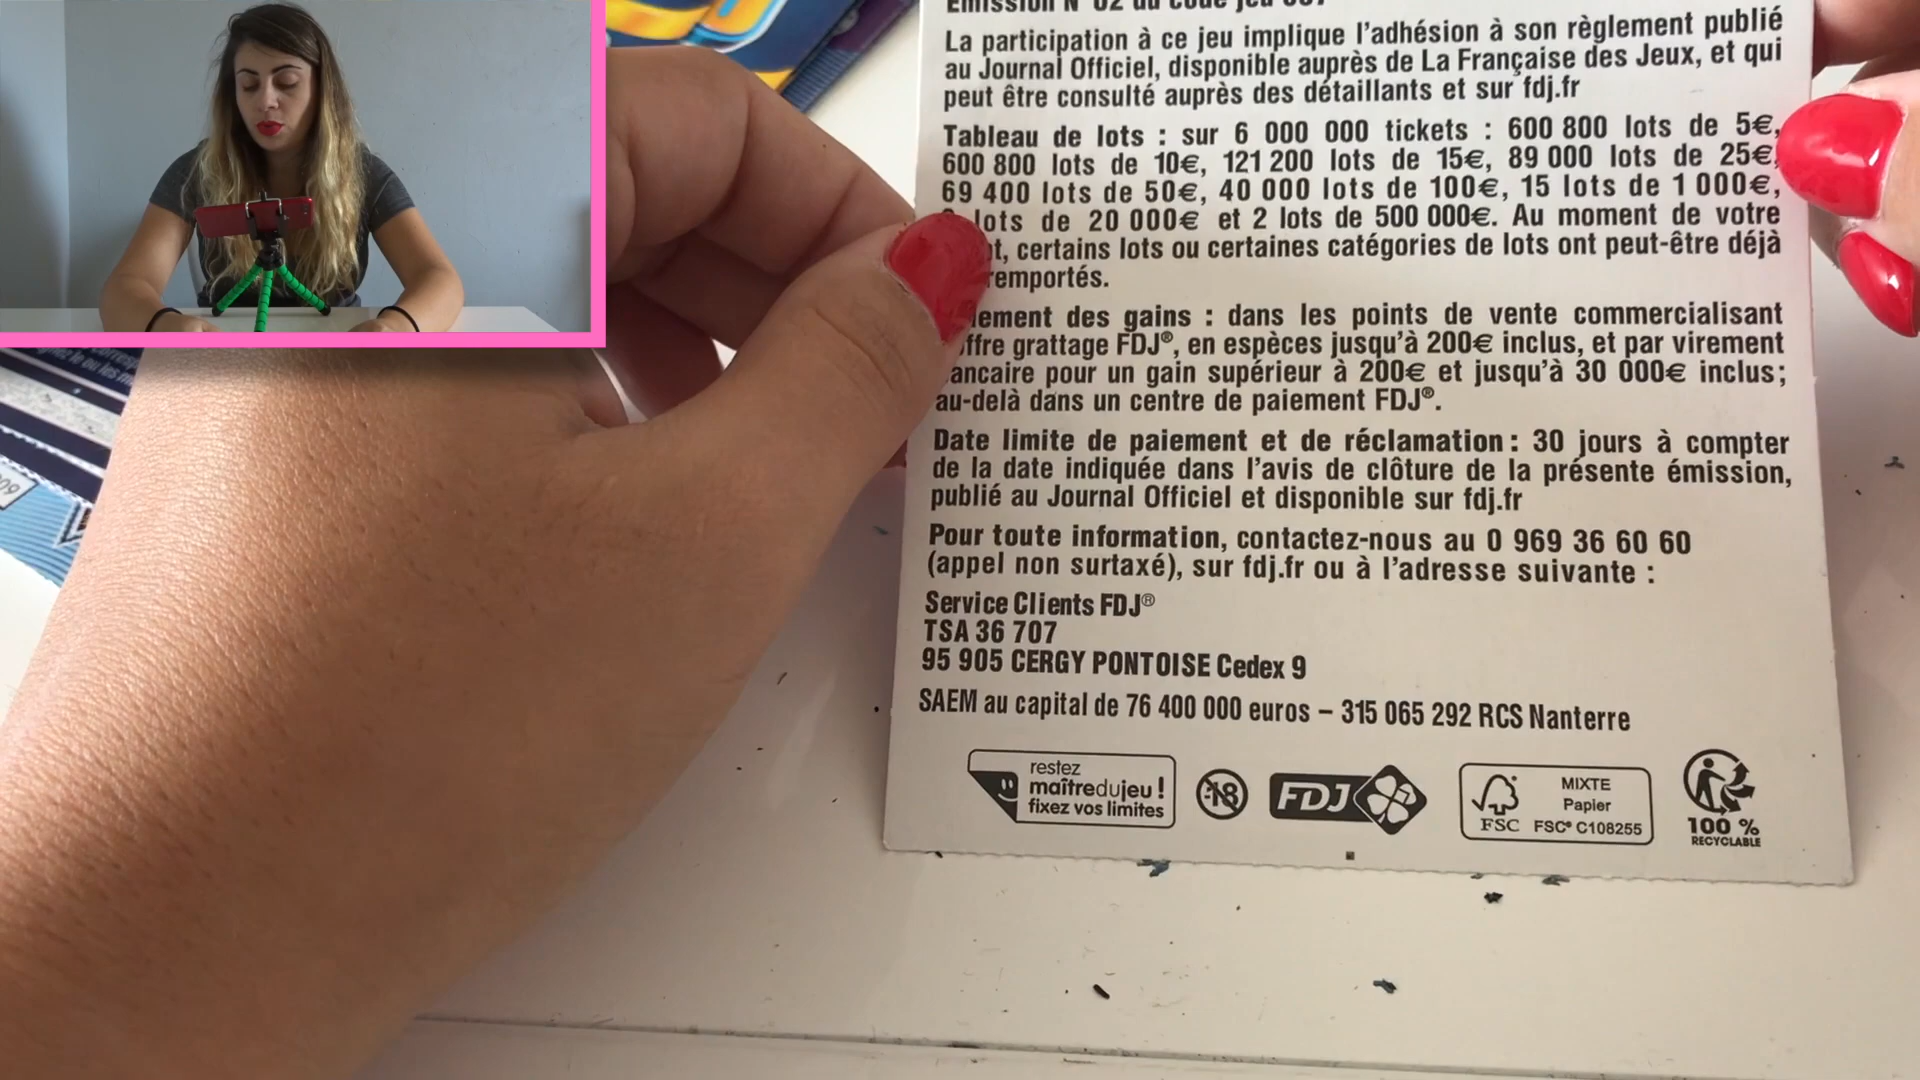 La participation à ce jeu implique l'adhésion à son règlement publié
au Journal Officiel, disponible auprès de La Française des Jeux, et qui
peut être consulté auprès des détaillants et sur fdj.fr
Tableau de lots : sur 6 000 000 tickets : 600 800 lots de 5€,
600 800 lots de 10€, 121 200 lots de 15€, 89 000 lots de 25€,
69 400 lots de 50€, 40 000 lots de 100€, 15 lots de 1 000€,
lots de 20 000€ et 2 lots de 500 000€. Au moment de votre
certains lots ou certaines catégories de lots ont peut-être déjà
remportés.
des gains : dans les points de vente commercialisant
grattage FDJ®, en espèces jusqu'à 200€ inclus, et par virement
pour un gain supérieur à 200€ et jusqu'à 30 000€ inclus;
au-delà dans un centre de paiement FDJ®.
Date limite de paiement et de réclamation : 30 jours à compter
de la date indiquée dans l'avis de clôture de la présente émission,
publié au Journal Officiel et disponible sur fdj.fr
Pour toute information, contactez-nous au 0 969 36 60 60
(appel non surtaxé), sur fdj.fr ou à l'adresse suivante :
Service Clients FDJ®
TSA 36 707
95 905 CERGY PONTOISE Cedex 9
SAEM au capital de 76 400 000 euros – 315 065 292 RCS Nanterre
restez
maîtredujeu !
fixez vos limites
-18
FDJ
FSC
MIXTE
Papier
FSC® C108255
100 %
RECYCLABLE